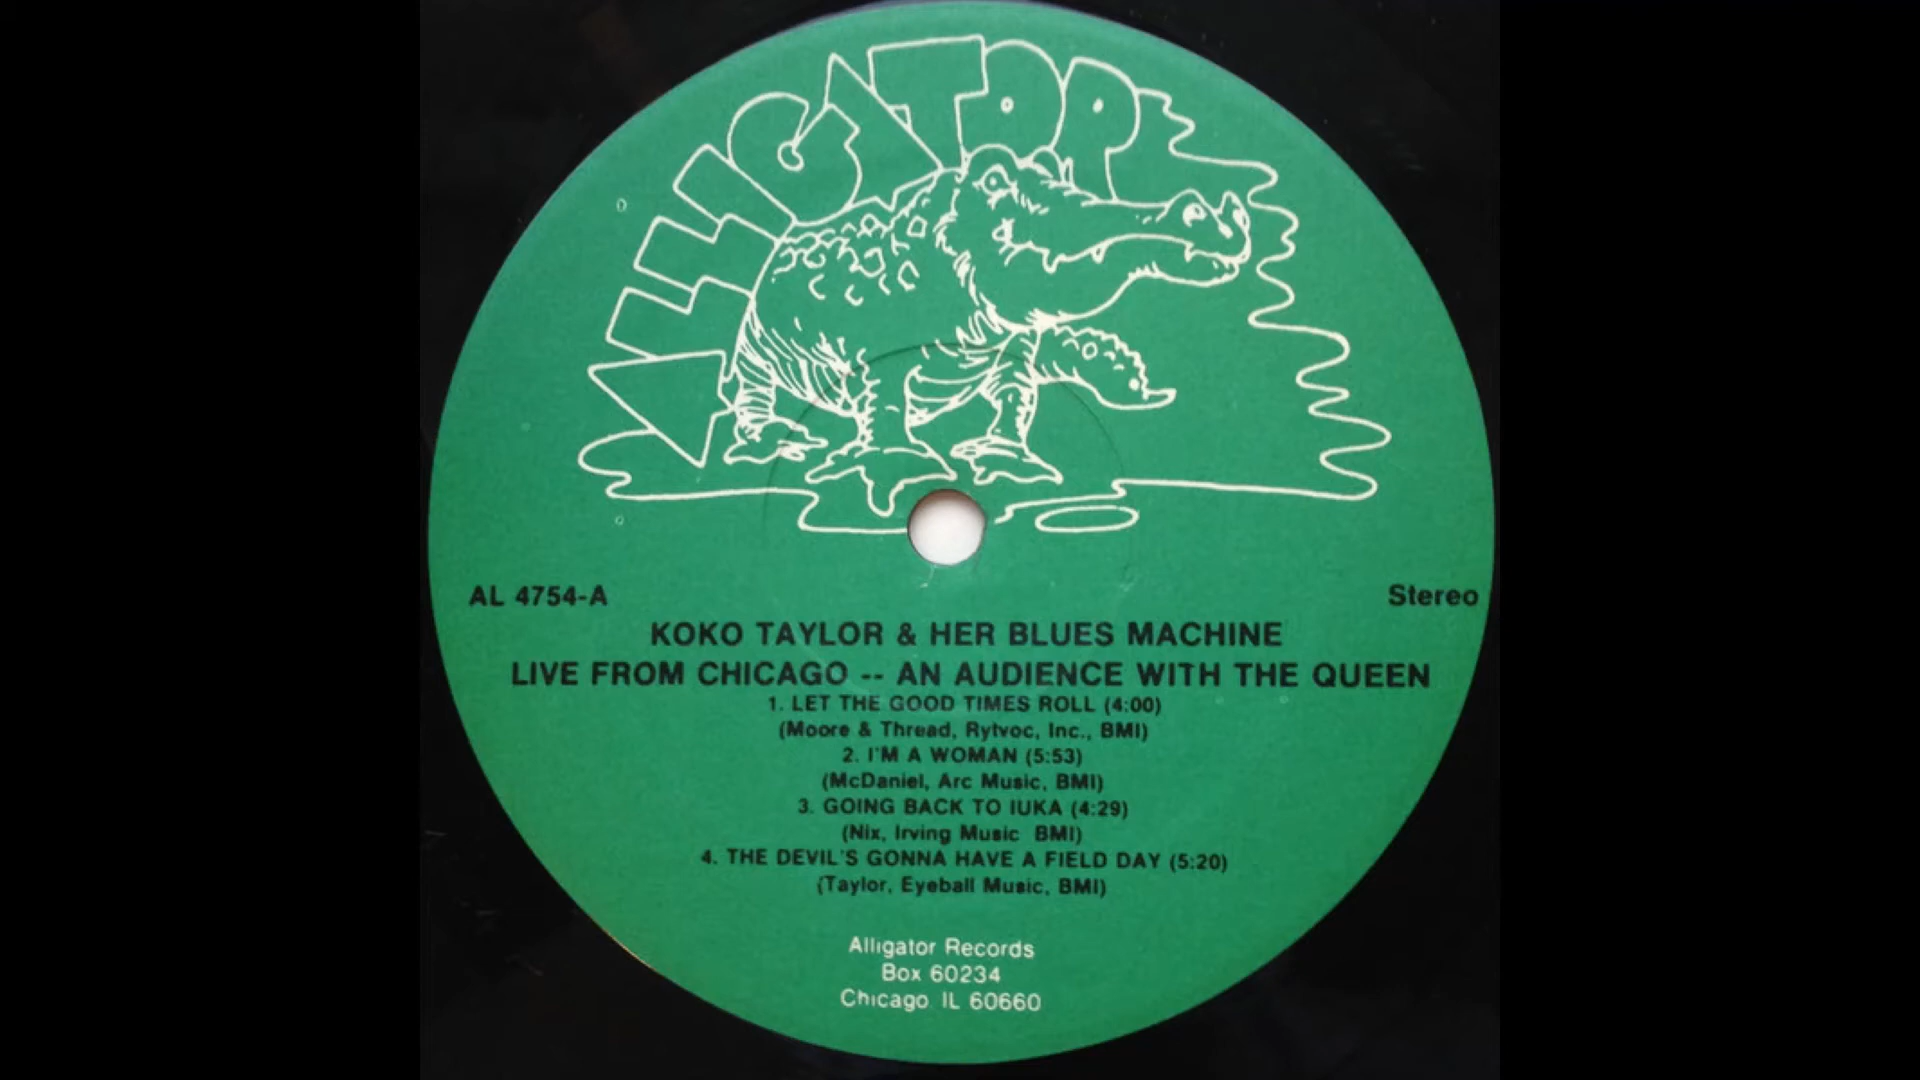 ALLIGATOR
AL 4754-A
Stereo
KOKO TAYLOR & HER BLUES MACHINE
LIVE FROM CHICAGO -- AN AUDIENCE WITH THE QUEEN
1. LET THE GOOD TIMES ROLL (4:00)
(Moore & Thread, Rytvoc, Inc., BMI)
2. I'M A WOMAN (5:53)
(McDaniel, Arc Music, BMI)
3. GOING BACK TO IUKA (4:29)
(Nix, Irving Music BMI)
4. THE DEVIL'S GONNA HAVE A FIELD DAY (5:20)
(Taylor, Eyeball Music, BMI)
Alligator Records
Box 60234
Chicago IL 60660